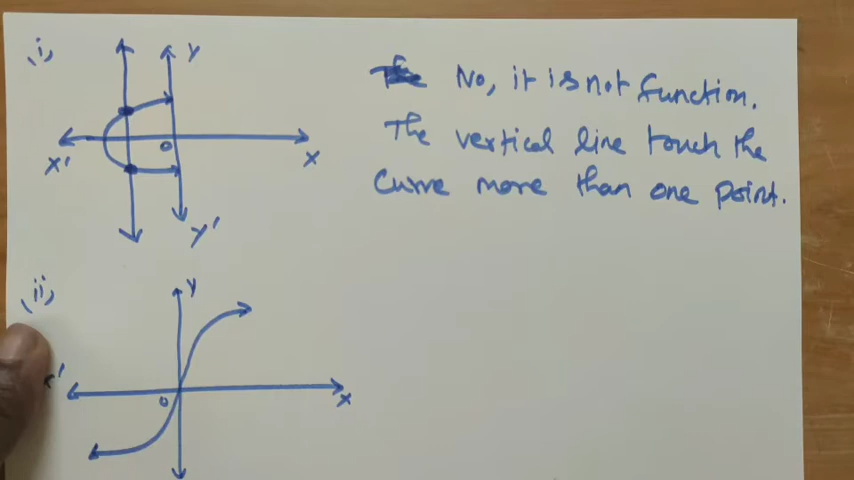 (i)
Y
No, it is not function.
The vertical line touch the
X'
O
X
curve more than one point.
Y'
(ii)
Y
x'
O
X